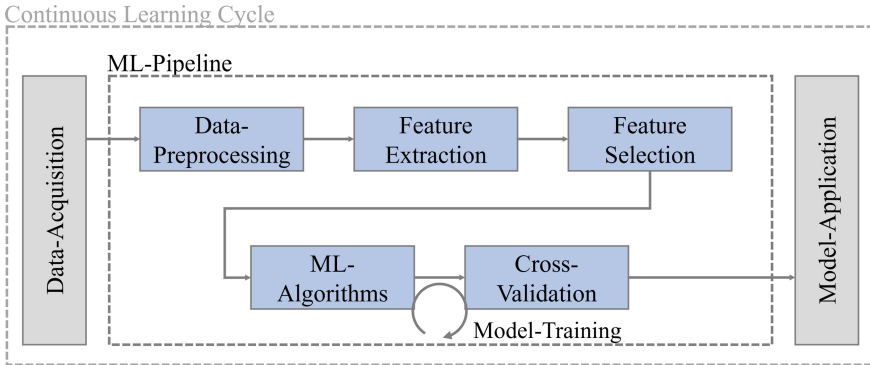 Continuous Learning Cycle
ML-Pipeline
Data-Acquisition
Data-
Preprocessing
Feature
Extraction
Feature
Selection
ML-
Algorithms
Cross-
Validation
Model-Training
Model-Application